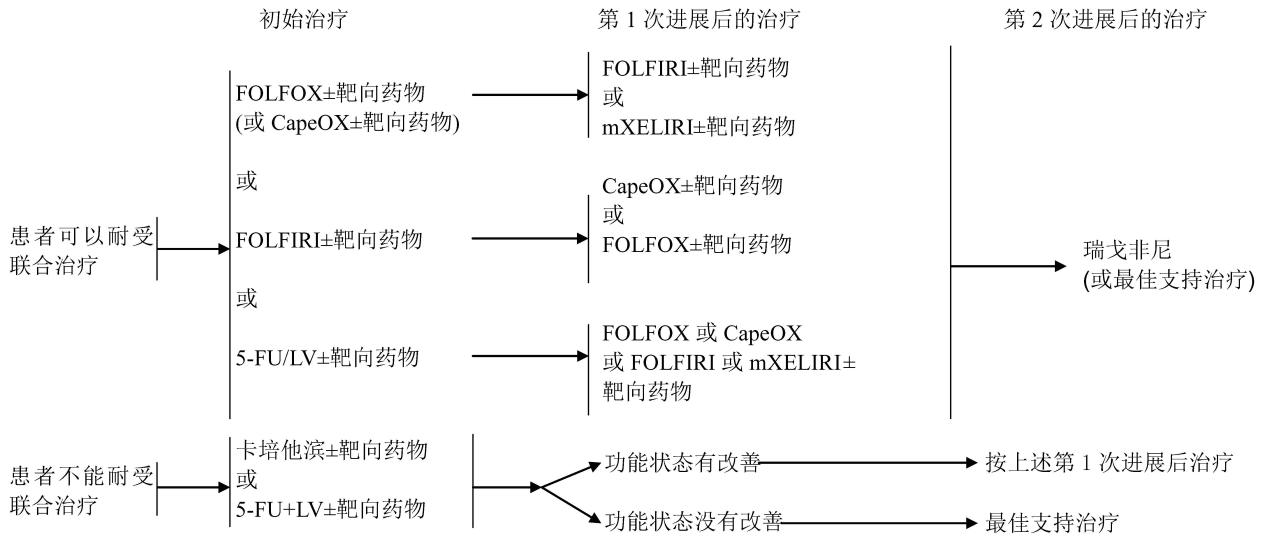 初始治疗
第 1 次进展后的治疗
第 2 次进展后的治疗
FOLFOX±靶向药物
(或 CapeOX±靶向药物)
FOLFIRI±靶向药物
或
mXELIRI±靶向药物
或
患者可以耐受
联合治疗
FOLFIRI±靶向药物
CapeOX±靶向药物
或
FOLFOX±靶向药物
瑞戈非尼
(或最佳支持治疗)
或
5-FU/LV±靶向药物
FOLFOX 或 CapeOX
或 FOLFIRI 或 mXELIRI±
靶向药物
患者不能耐受
联合治疗
卡培他滨±靶向药物
或
5-FU+LV±靶向药物
功能状态有改善
按上述第 1 次进展后治疗
功能状态没有改善
最佳支持治疗